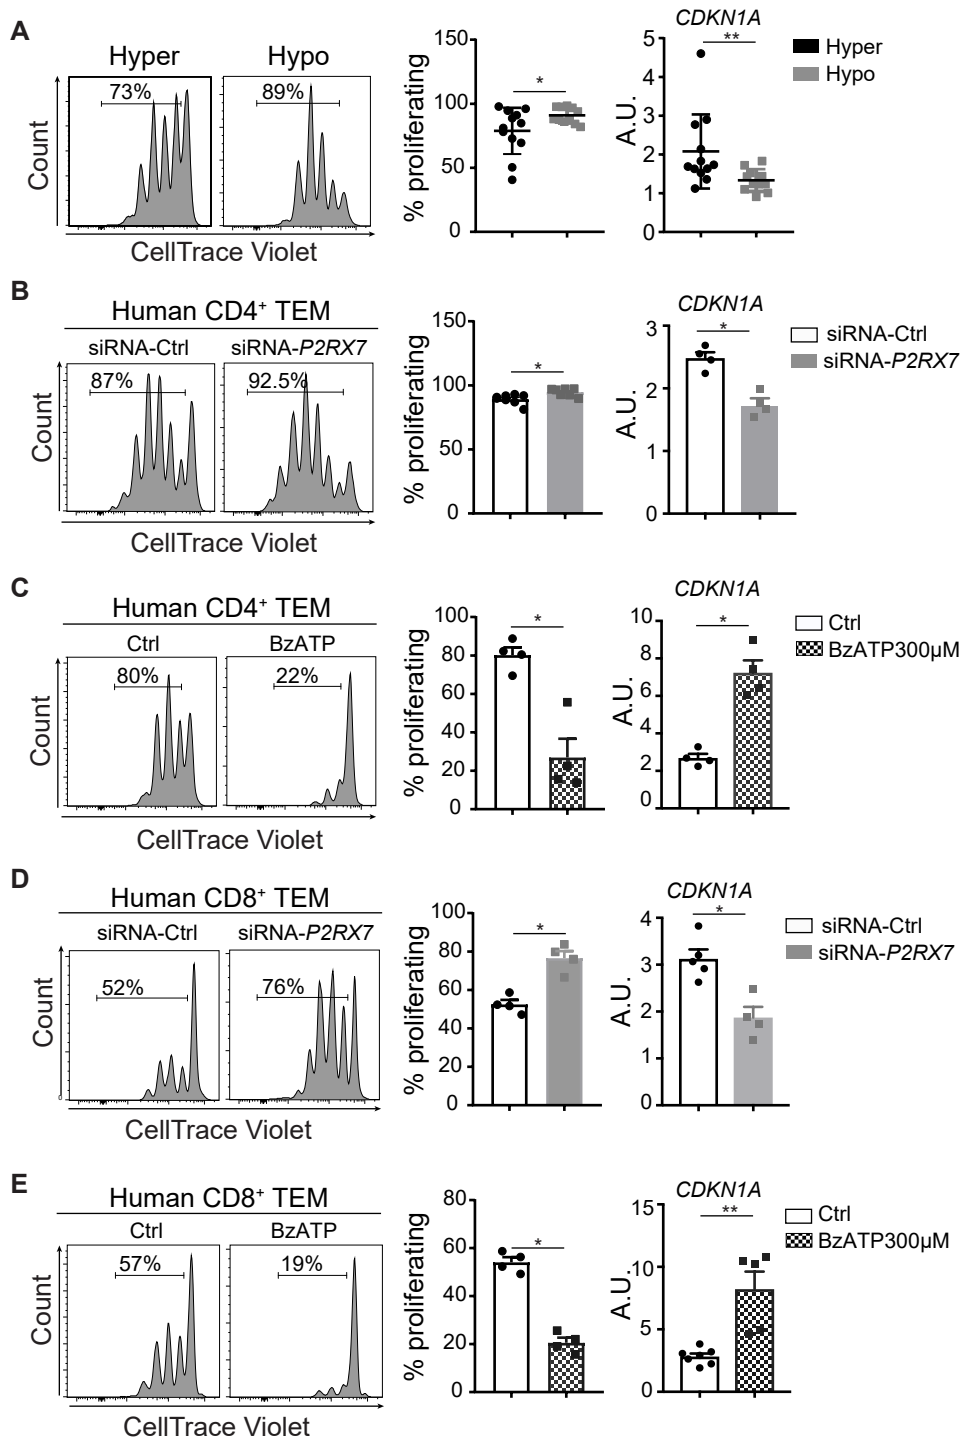 A
Hyper
Hypo
73%
89%
Count
CellTrace Violet
% proliferating
150
100
50
0
*
CDKN1A
**
A.U.
5
4
3
2
1
0
Hyper
Hypo
B
Human CD4+ TEM
siRNA-Ctrl
siRNA-P2RX7
87%
92.5%
Count
CellTrace Violet
% proliferating
150
100
50
0
*
CDKN1A
*
A.U.
3
2
1
0
siRNA-Ctrl
siRNA-P2RX7
C
Human CD4+ TEM
Ctrl
BzATP
80%
22%
Count
CellTrace Violet
% proliferating
100
80
60
40
20
0
*
CDKN1A
*
A.U.
10
8
6
4
2
0
Ctrl
BzATP300µM
D
Human CD8+ TEM
siRNA-Ctrl
siRNA-P2RX7
52%
76%
Count
0
CellTrace Violet
% proliferating
100
80
60
40
20
0
*
CDKN1A
*
A.U.
4
3
2
1
0
siRNA-Ctrl
siRNA-P2RX7
E
Human CD8+ TEM
Ctrl
BzATP
57%
19%
Count
CellTrace Violet
% proliferating
80
60
40
20
0
*
CDKN1A
**
A.U.
15
10
5
0
Ctrl
BzATP300µM